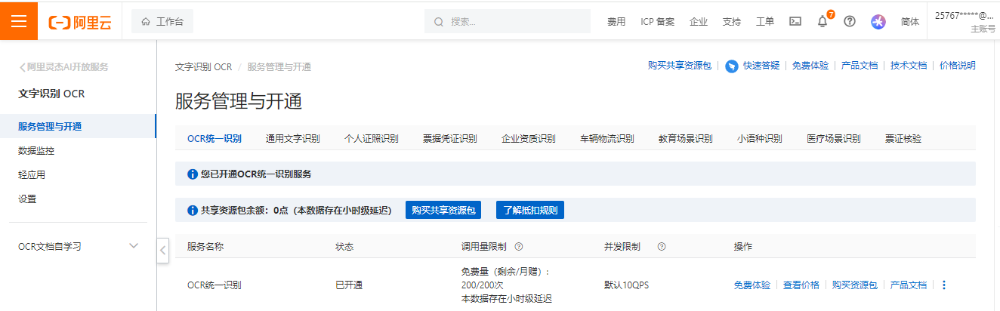 阿里云
工作台
搜索...
费用
ICP 备案
企业
支持
工单
7
简体
25767*****@...
主账号
阿里灵杰AI开放服务
文字识别 OCR
服务管理与开通
数据监控
轻应用
设置
OCR文档自学习
文字识别 OCR / 服务管理与开通
购买共享资源包
快速答疑
免费体验
产品文档
技术文档
价格说明
服务管理与开通
OCR统一识别
通用文字识别
个人证照识别
票据凭证识别
企业资质识别
车辆物流识别
教育场景识别
小语种识别
医疗场景识别
票证核验
您已开通OCR统一识别服务
共享资源包余额：0点（本数据存在小时级延迟）
购买共享资源包
了解抵扣规则
服务名称
状态
调用量限制
并发限制
操作
OCR统一识别
已开通
免费量（剩余/月赠）:
200/200次
本数据存在小时级延迟
默认10QPS
免费体验
查看价格
购买资源包
产品文档